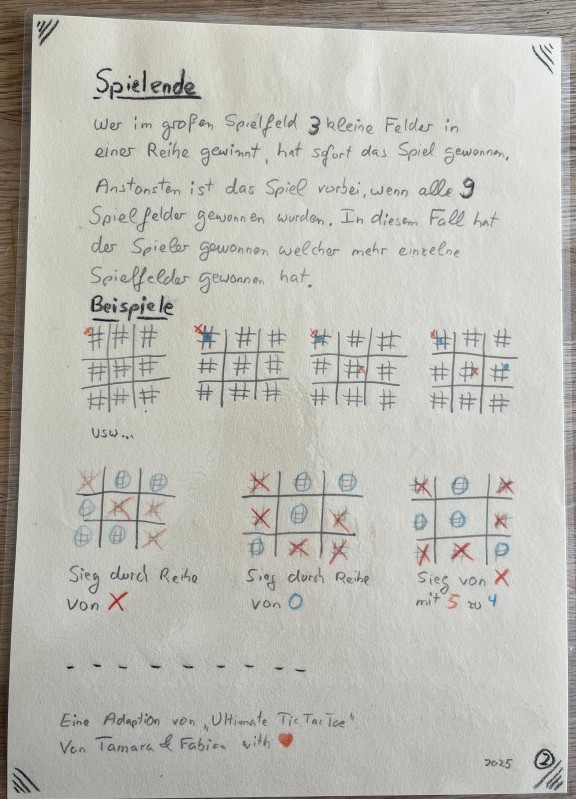 Spielende
Wer im großen Spielfeld 3 kleine Felder in
einer Reihe gewinnt, hat sofort das Spiel gewonnen.
Anstonsten ist das Spiel vorbei, wenn alle 9
Spielfelder gewonnen wurden. In diesem Fall hat
der Spieler gewonnen welcher mehr einzelne
Spielfelder gewonnen hat.
Beispiele
usw...
Sieg durch Reihe
von X
Sieg durch Reihe
von O
Sieg von X
mit 5 zu 4
Eine Adaption von „Ultimate Tic Tac Toe"
Von Tamara & Fabian with ❤
2025 2